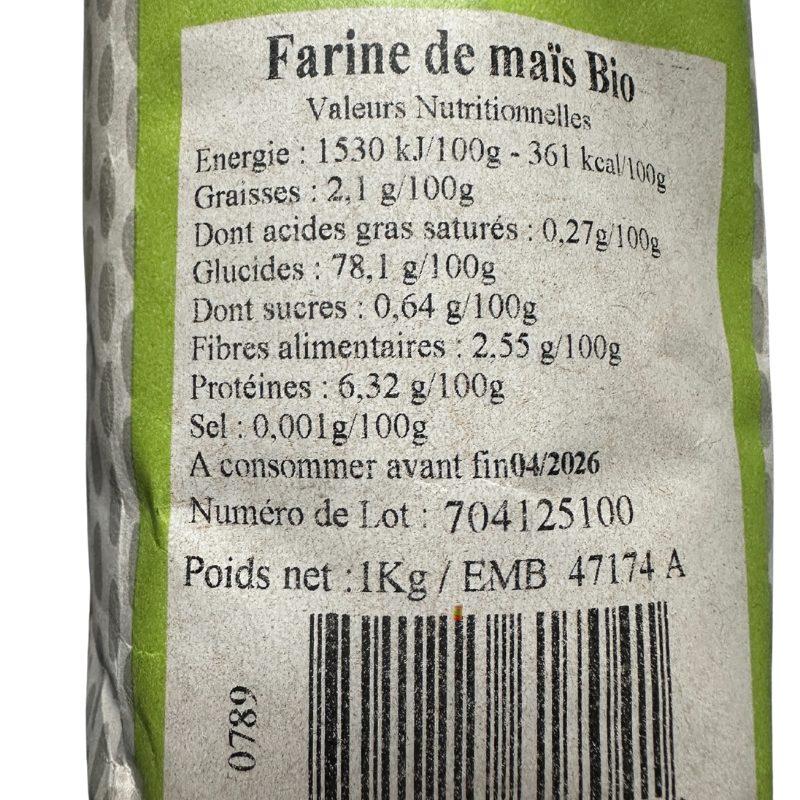 Farine de maïs Bio
Valeurs Nutritionnelles
Energie : 1530 kJ/100g - 361 kcal/100g
Graisses : 2,1 g/100g
Dont acides gras saturés : 0,27g/100g
Glucides : 78,1 g/100g
Dont sucres : 0,64 g/100g
Fibres alimentaires : 2,55 g/100g
Protéines : 6,32 g/100g
Sel : 0,001g/100g
A consommer avant fin04/2026
Numéro de Lot : 704125100
Poids net :1Kg / EMB 47174 A
0789